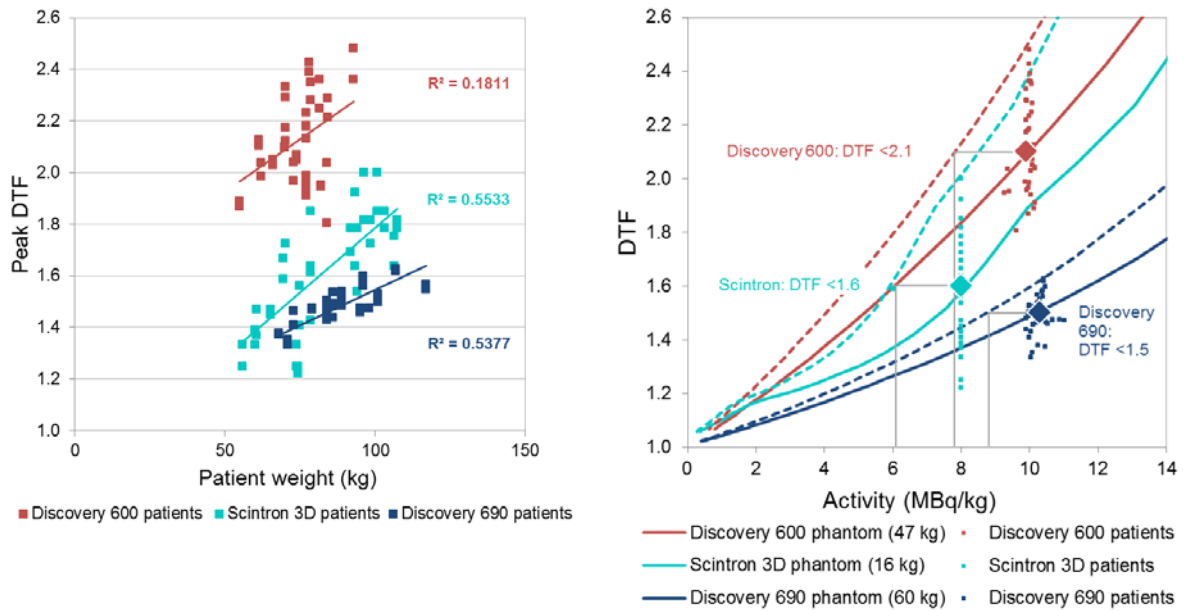 2.6
2.4
2.2
2.0
1.8
1.6
1.4
1.2
1.0
Peak DTF
R² = 0.1811
R² = 0.5533
R² = 0.5377
0
50
100
150
Patient weight (kg)
Discovery 600 patients
Scintron 3D patients
Discovery 690 patients
2.6
2.4
2.2
2.0
1.8
1.6
1.4
1.2
1.0
DTF
Discovery 600: DTF <2.1
Scintron: DTF <1.6
Discovery
690:
DTF <1.5
0
2
4
6
8
10
12
14
Activity (MBq/kg)
Discovery 600 phantom (47 kg)
Discovery 600 patients
Scintron 3D phantom (16 kg)
Scintron 3D patients
Discovery 690 phantom (60 kg)
Discovery 690 patients